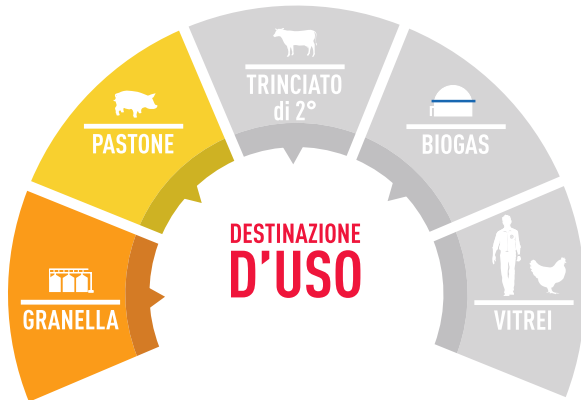 GRANELLA
PASTONE
TRINCIATO
di 2°
BIOGAS
VITREI
DESTINAZIONE
D'USO